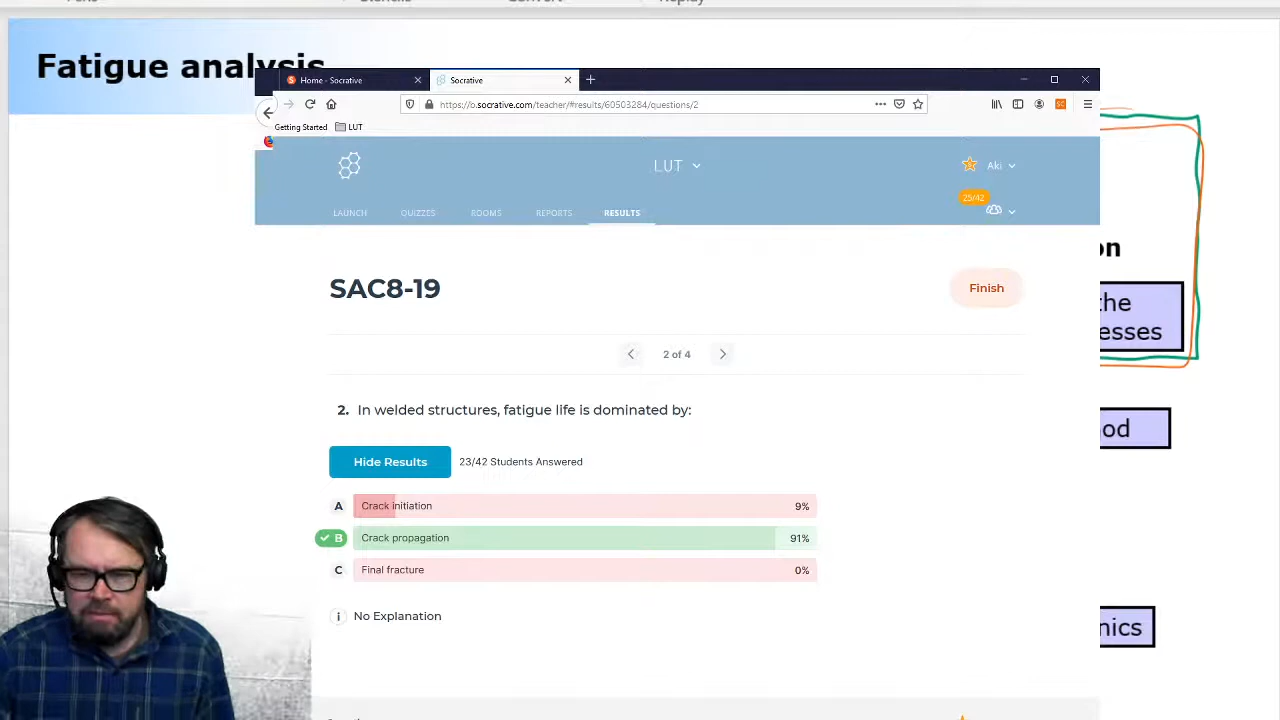 Fatigue analysis
Home - Socrative
Socrative
https://b.socrative.com/teacher/#results/60503284/questions/2
Getting Started
LUT
LUT
Aki
25/42
LAUNCH
QUIZZES
ROOMS
REPORTS
RESULTS
SAC8-19
Finish
2 of 4
2. In welded structures, fatigue life is dominated by:
Hide Results
23/42 Students Answered
A Crack initiation 9%
B Crack propagation 91%
C Final fracture 0%
No Explanation
on
the
esses
od
nics